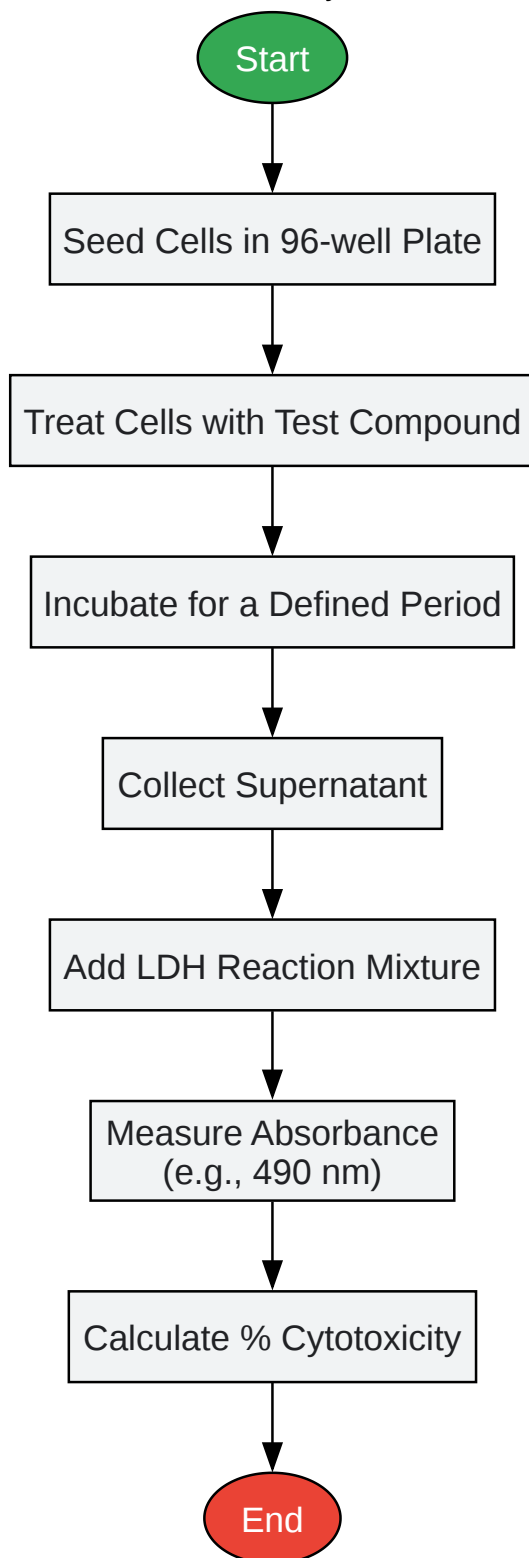 Start
Seed Cells in 96-well Plate
Treat Cells with Test Compound
Incubate for a Defined Period
Collect Supernatant
Add LDH Reaction Mixture
Measure Absorbance
(e.g., 490 nm)
Calculate % Cytotoxicity
End